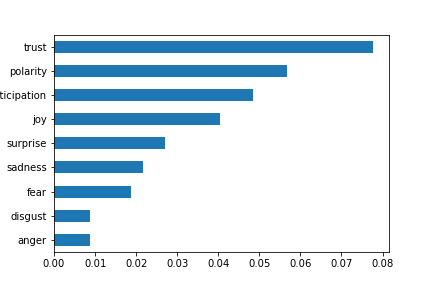 trust
polarity
ticipation
joy
surprise
sadness
fear
disgust
anger
0.00 0.01 0.02 0.03 0.04 0.05 0.06 0.07 0.08